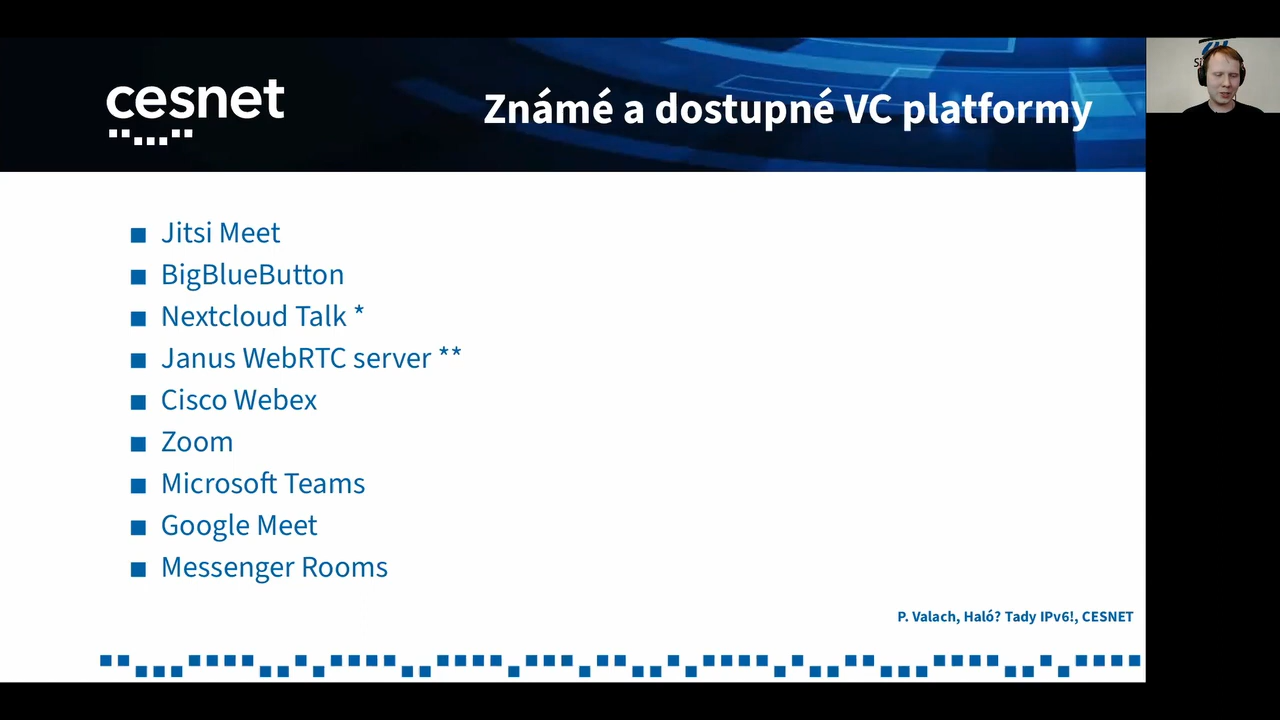 cesnet
Známé a dostupné VC platformy
Jitsi Meet
BigBlueButton
Nextcloud Talk *
Janus WebRTC server **
Cisco Webex
Zoom
Microsoft Teams
Google Meet
Messenger Rooms
P. Valach, Haló? Tady IPv6!, CESNET